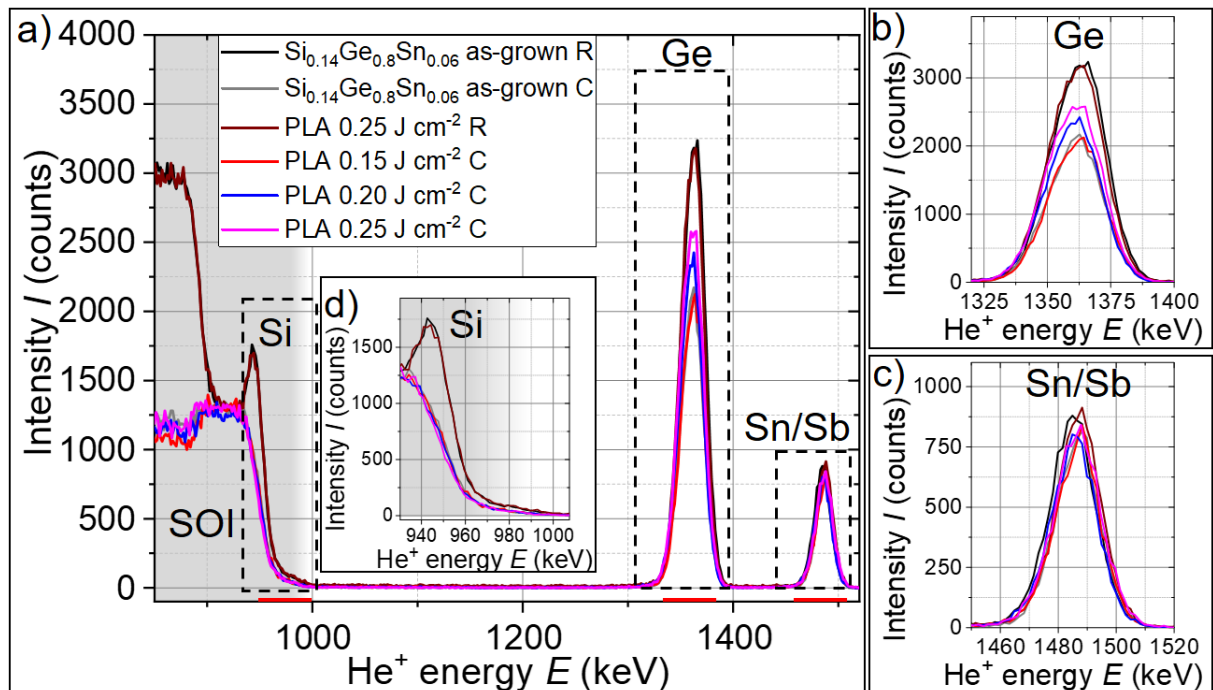 a)
4000
3500
3000
2500
2000
1500
1000
500
0
Intensity I (counts)
Si0.14Ge0.8Sn0.06 as-grown R
Si0.14Ge0.8Sn0.06 as-grown C
PLA 0.25 J cm-2 R
PLA 0.15 J cm-2 C
PLA 0.20 J cm-2 C
PLA 0.25 J cm-2 C
Ge
Si
SOI
Sn/Sb
1000 1200 1400
He+ energy E (keV)
d)
Si
1500
1000
500
0
Intensity I (counts)
940 960 980 1000
He+ energy E (keV)
b)
Ge
3000
2000
1000
0
Intensity I (counts)
1325 1350 1375 1400
He+ energy E (keV)
c)
Sn/Sb
1000
750
500
250
0
Intensity I (counts)
1460 1480 1500 1520
He+ energy E (keV)